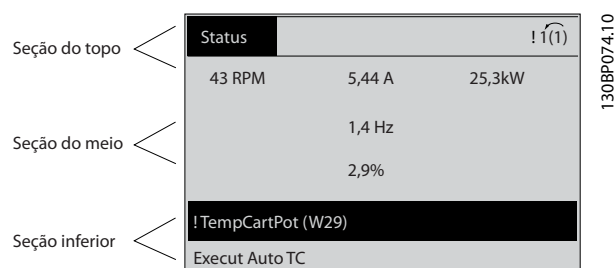 Seção do topo
Status
! 1(1)
43 RPM 5,44 A 25,3kW
Seção do meio
1,4 Hz
2,9%
! TempCartPot (W29)
Seção inferior
Execut Auto TC
130BP074.10